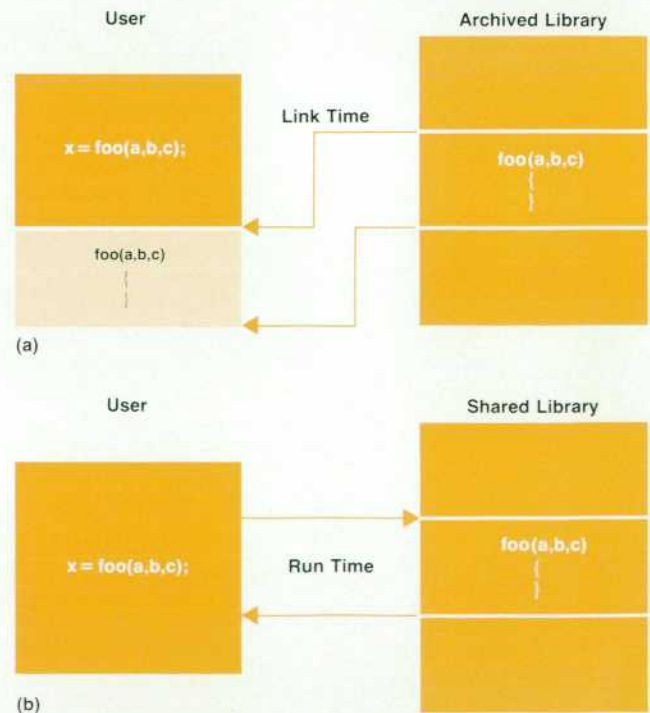 User
Archived Library
Link Time
x = foo(a,b,c);
foo(a,b,c)
{
}
foo(a,b,c)
{
}
(a)
User
Shared Library
x = foo(a,b,c);
Run Time
foo(a,b,c)
{
}
(b)